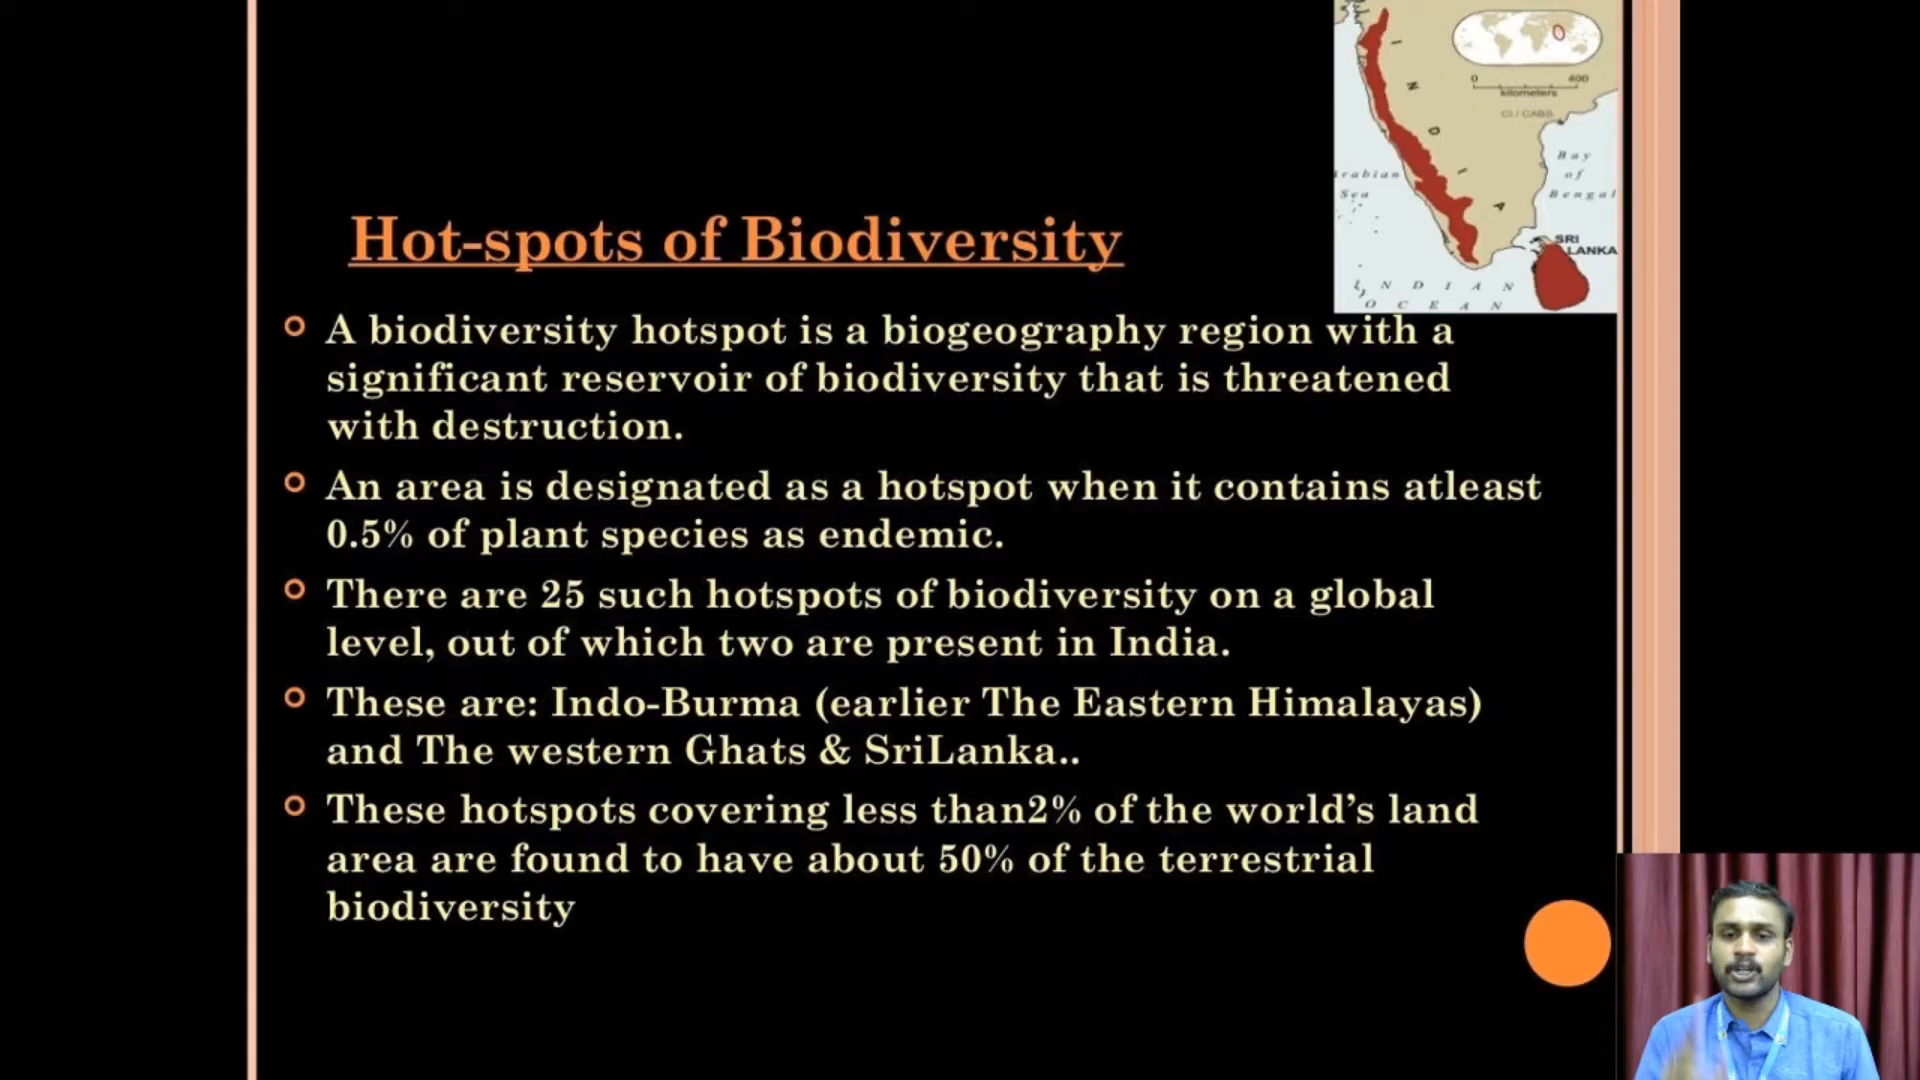 I
N
D
I
A
0 400
kilometers
CI / CABS
Arabian
Sea
Bay
of
Bengal
SRI
LANKA
I N D I A N
O C E A N
Hot-spots of Biodiversity
A biodiversity hotspot is a biogeography region with a
significant reservoir of biodiversity that is threatened
with destruction.
An area is designated as a hotspot when it contains atleast
0.5% of plant species as endemic.
There are 25 such hotspots of biodiversity on a global
level, out of which two are present in India.
These are: Indo-Burma (earlier The Eastern Himalayas)
and The western Ghats & SriLanka..
These hotspots covering less than2% of the world’s land
area are found to have about 50% of the terrestrial
biodiversity